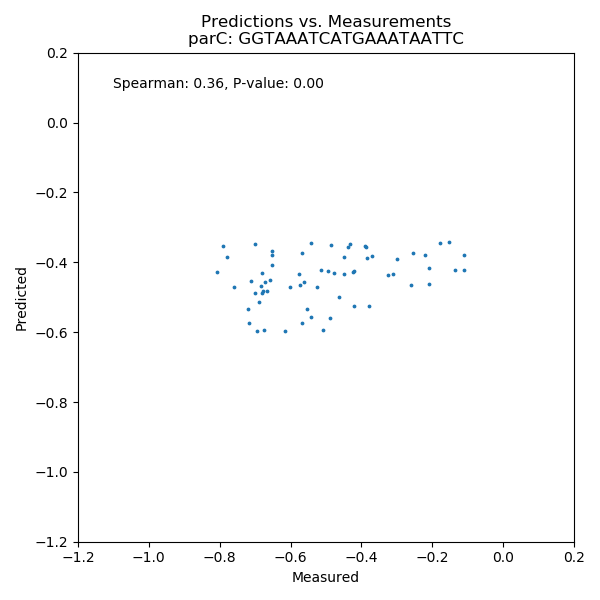 Predictions vs. Measurements
parC: GGTAAATCATGAAATAATTC
Spearman: 0.36, P-value: 0.00
Predicted
0.2
0.0
−0.2
−0.4
−0.6
−0.8
−1.0
−1.2
−1.2 −1.0 −0.8 −0.6 −0.4 −0.2 0.0 0.2
Measured